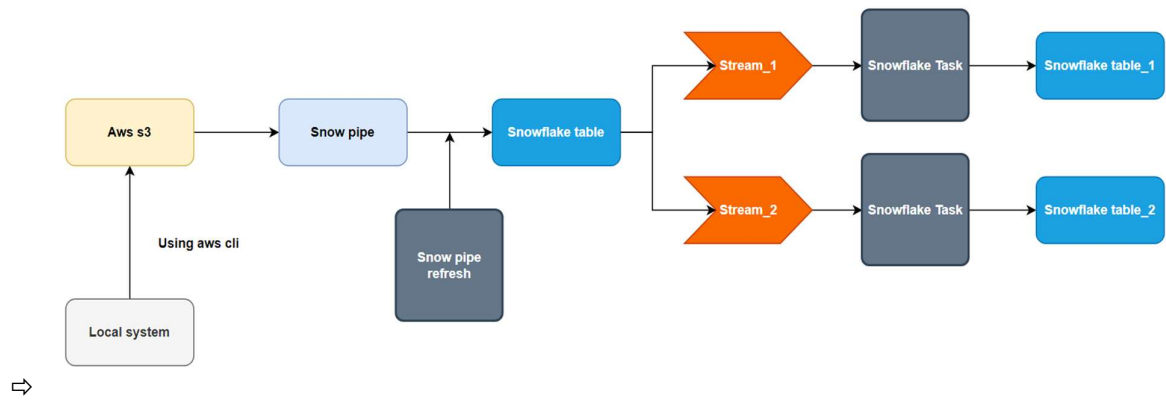 Stream_1
Snowflake Task
Snowflake table_1
Aws s3
Snow pipe
Snowflake table
Stream_2
Snowflake Task
Snowflake table_2
Using aws cli
Snow pipe
refresh
Local system